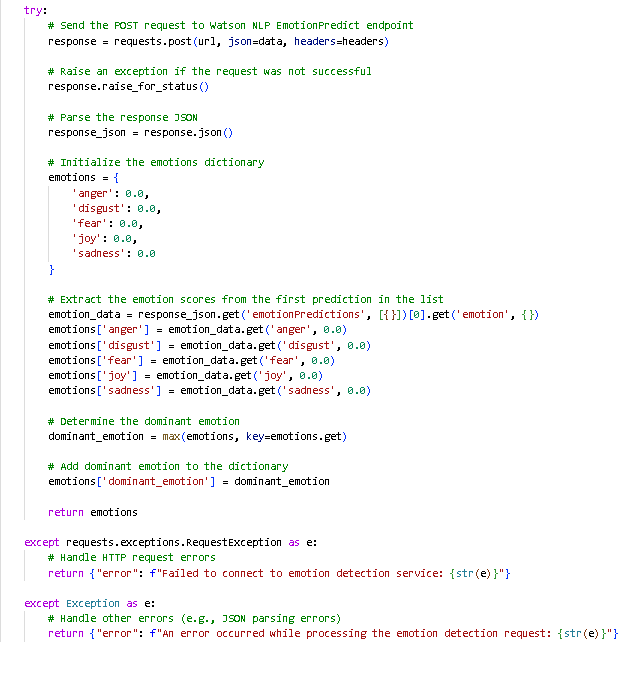 try:
    # Send the POST request to Watson NLP EmotionPredict endpoint
    response = requests.post(url, json=data, headers=headers)

    # Raise an exception if the request was not successful
    response.raise_for_status()

    # Parse the response JSON
    response_json = response.json()

    # Initialize the emotions dictionary
    emotions = {
        'anger': 0.0,
        'disgust': 0.0,
        'fear': 0.0,
        'joy': 0.0,
        'sadness': 0.0
    }

    # Extract the emotion scores from the first prediction in the list
    emotion_data = response_json.get('emotionPredictions', [{}])[0].get('emotion', {})
    emotions['anger'] = emotion_data.get('anger', 0.0)
    emotions['disgust'] = emotion_data.get('disgust', 0.0)
    emotions['fear'] = emotion_data.get('fear', 0.0)
    emotions['joy'] = emotion_data.get('joy', 0.0)
    emotions['sadness'] = emotion_data.get('sadness', 0.0)

    # Determine the dominant emotion
    dominant_emotion = max(emotions, key=emotions.get)

    # Add dominant emotion to the dictionary
    emotions['dominant_emotion'] = dominant_emotion

    return emotions

except requests.exceptions.RequestException as e:
    # Handle HTTP request errors
    return {"error": f"Failed to connect to emotion detection service: {str(e)}"}

except Exception as e:
    # Handle other errors (e.g., JSON parsing errors)
    return {"error": f"An error occurred while processing the emotion detection request: {str(e)}"}